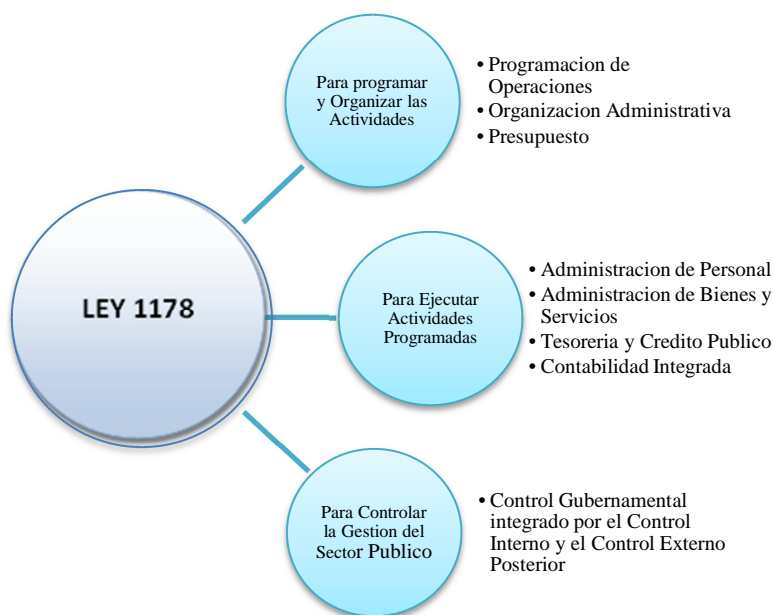 Para programar
y Organizar las
Actividades
• Programacion de
Operaciones
• Organizacion Administrativa
• Presupuesto
LEY 1178
Para Ejecutar
Actividades
Programadas
• Administracion de Personal
• Administracion de Bienes y
Servicios
• Tesoreria y Credito Publico
• Contabilidad Integrada
Para Controlar
la Gestion del
Sector Publico
• Control Gubernamental
integrado por el Control
Interno y el Control Externo
Posterior